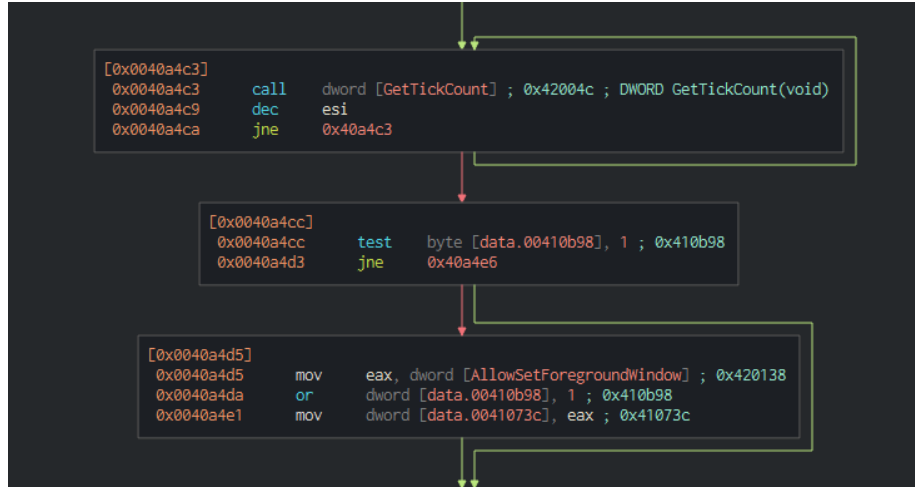 [0x0040a4c3]
0x0040a4c3 call dword [GetTickCount] ; 0x42004c ; DWORD GetTickCount(void)
0x0040a4c9 dec esi
0x0040a4ca jne 0x40a4c3
[0x0040a4cc]
0x0040a4cc test byte [data.00410b98], 1 ; 0x410b98
0x0040a4d3 jne 0x40a4e6
[0x0040a4d5]
0x0040a4d5 mov eax, dword [AllowSetForegroundWindow] ; 0x420138
0x0040a4da or dword [data.00410b98], 1 ; 0x410b98
0x0040a4e1 mov dword [data.0041073c], eax ; 0x41073c